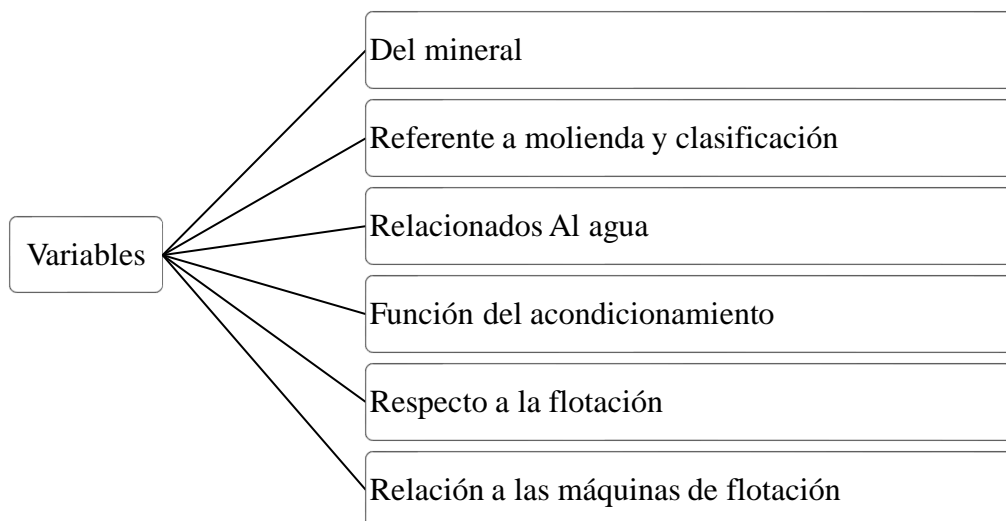 Variables
Del mineral
Referente a molienda y clasificación
Relacionados Al agua
Función del acondicionamiento
Respecto a la flotación
Relación a las máquinas de flotación